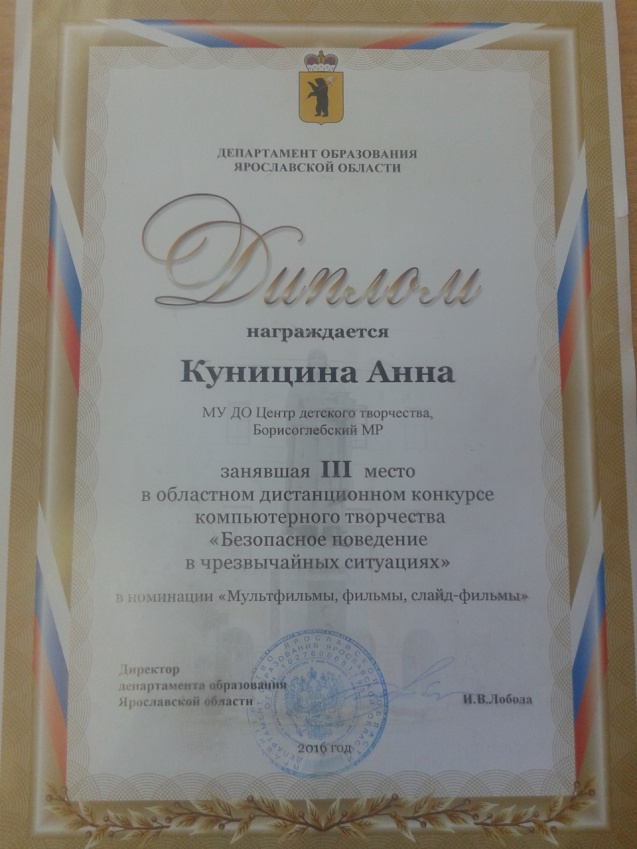 ДЕПАРТАМЕНТ ОБРАЗОВАНИЯ
ЯРОСЛАВСКОЙ ОБЛАСТИ
Диплом
награждается
Куницина Анна
МУ ДО Центр детского творчества,
Борисоглебский МР
занявшая III место
в областном дистанционном конкурсе
компьютерного творчества
«Безопасное поведение
в чрезвычайных ситуациях»
в номинации «Мультфильмы, фильмы, слайд-фильмы»
Директор
департамента образования
Ярославской области
И.В.Лобода
2016 год